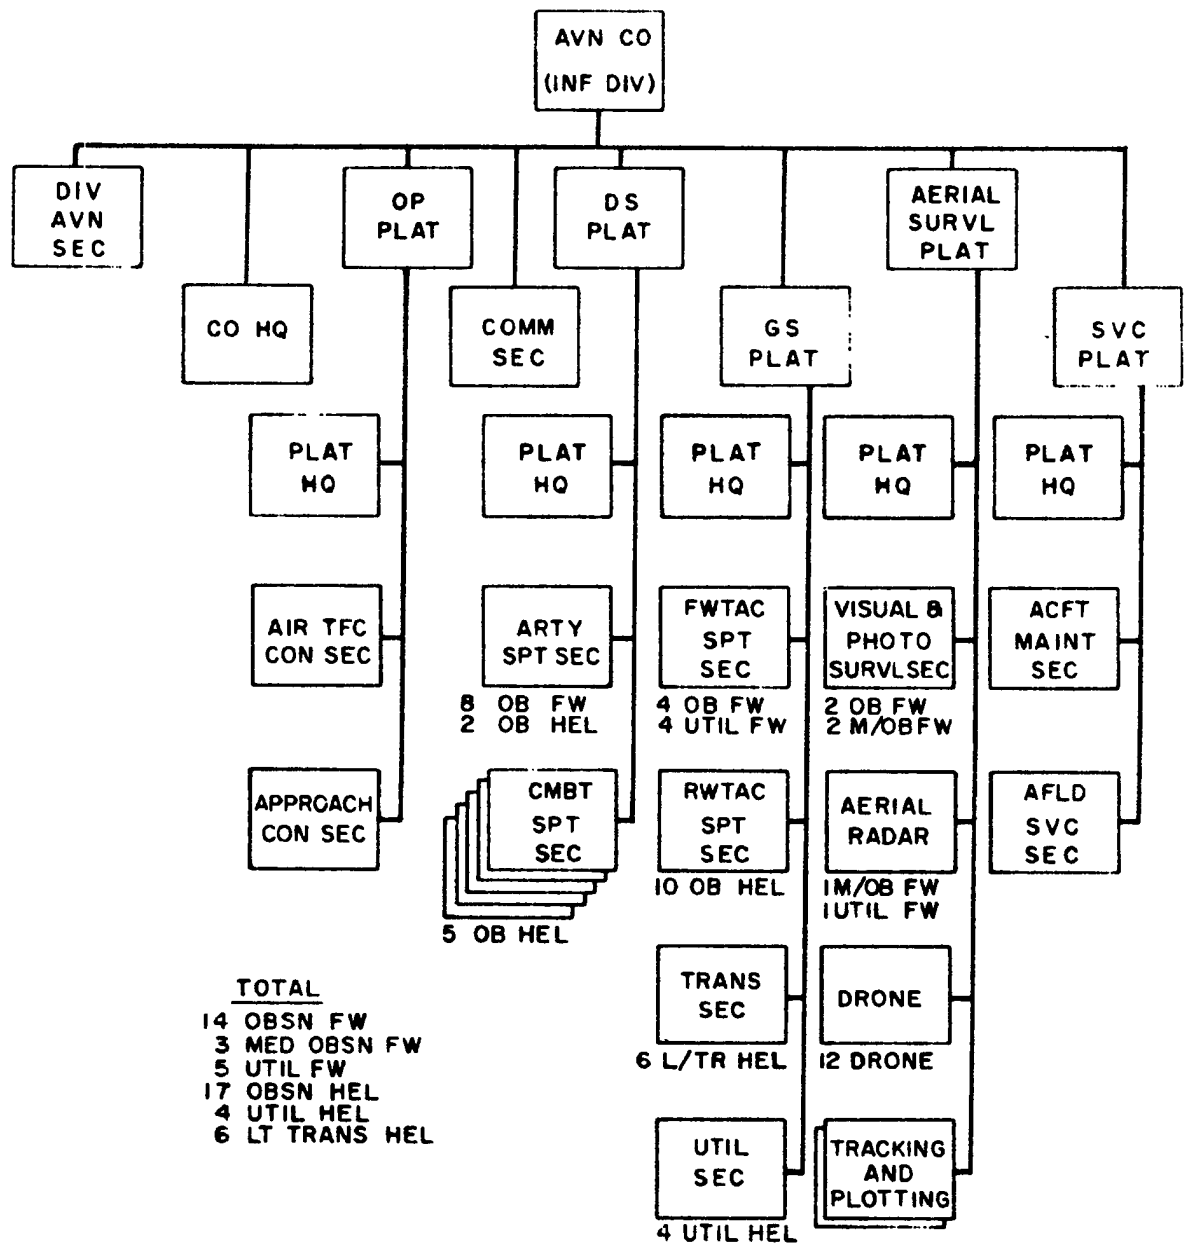 AVN CO
(INF DIV)
DIV
AVN
SEC
OP
PLAT
DS
PLAT
AERIAL
SURVL
PLAT
CO HQ
COMM
SEC
GS
PLAT
SVC
PLAT
PLAT
HQ
PLAT
HQ
PLAT
HQ
PLAT
HQ
PLAT
HQ
AIR TFC
CON SEC
ARTY
SPT SEC
8 OB FW
2 OB HEL
FWTAC
SPT
SEC
4 OB FW
4 UTIL FW
VISUAL &
PHOTO
SURVL SEC
2 OB FW
2 M/OB FW
ACFT
MAINT
SEC
APPROACH
CON SEC
CMBT
SPT
SEC
5 OB HEL
RWTAC
SPT
SEC
10 OB HEL
AERIAL
RADAR
1 M/OB FW
1 UTIL FW
AFLD
SVC
SEC
TRANS
SEC
6 L/TR HEL
DRONE
12 DRONE
UTIL
SEC
4 UTIL HEL
TRACKING
AND
PLOTTING
TOTAL
14 OBSN FW
3 MED OBSN FW
5 UTIL FW
17 OBSN HEL
4 UTIL HEL
6 LT TRANS HEL